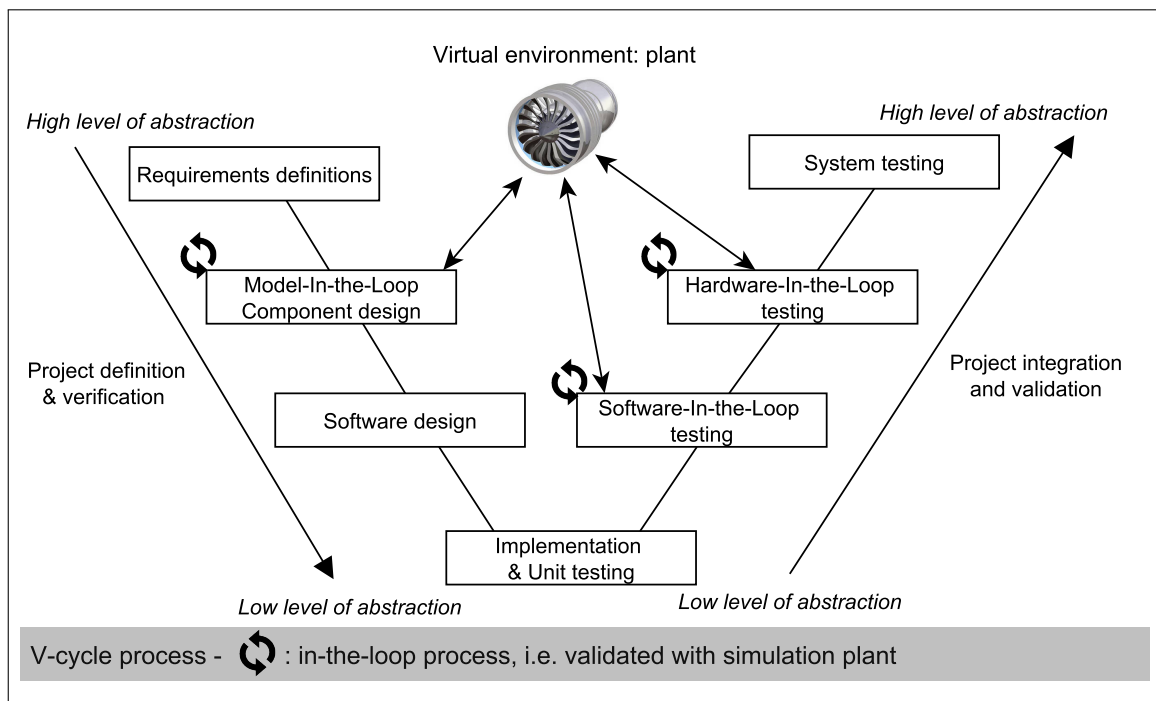 Virtual environment: plant
High level of abstraction
High level of abstraction
Requirements definitions
System testing
Model-In-the-Loop
Component design
Hardware-In-the-Loop
testing
Project definition
& verification
Project integration
and validation
Software design
Software-In-the-Loop
testing
Implementation
& Unit testing
Low level of abstraction
Low level of abstraction
V-cycle process - : in-the-loop process, i.e. validated with simulation plant